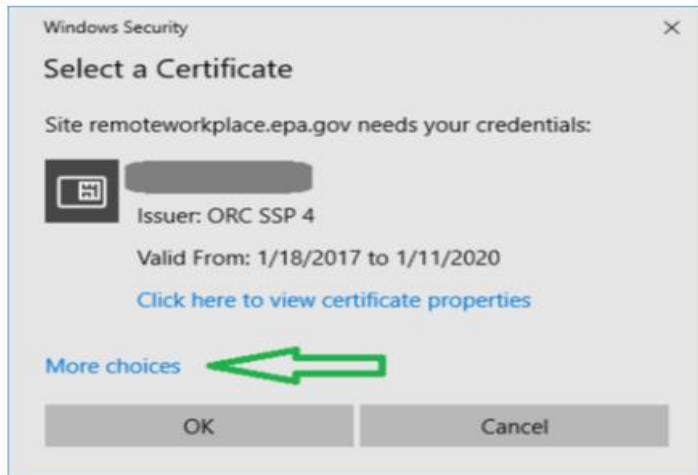 Windows Security
Select a Certificate
Site remoteworkplace.epa.gov needs your credentials:
Issuer: ORC SSP 4
Valid From: 1/18/2017 to 1/11/2020
Click here to view certificate properties
More choices
OK
Cancel